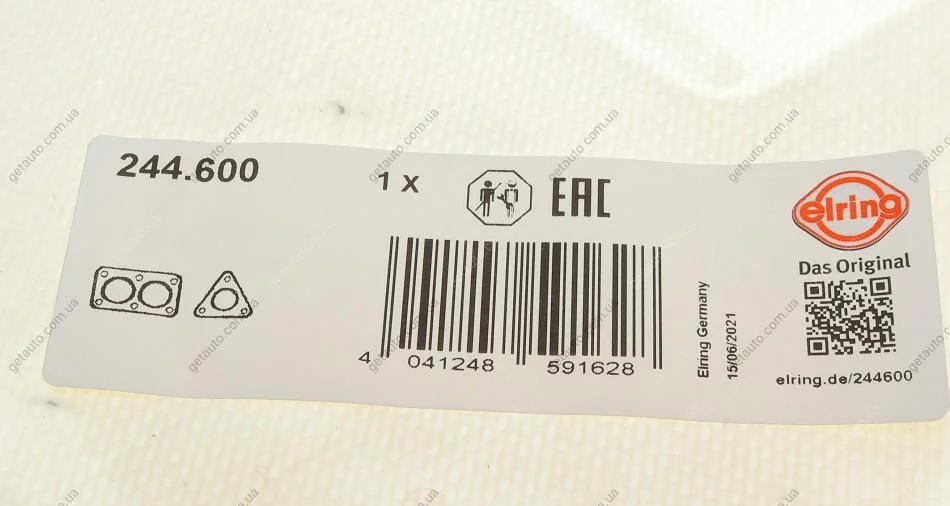 244.600
1 X
EAC
elring
Das Original
4 041248 591628
Elring Germany
15/06/2021
elring.de/244600
getauto.com.ua